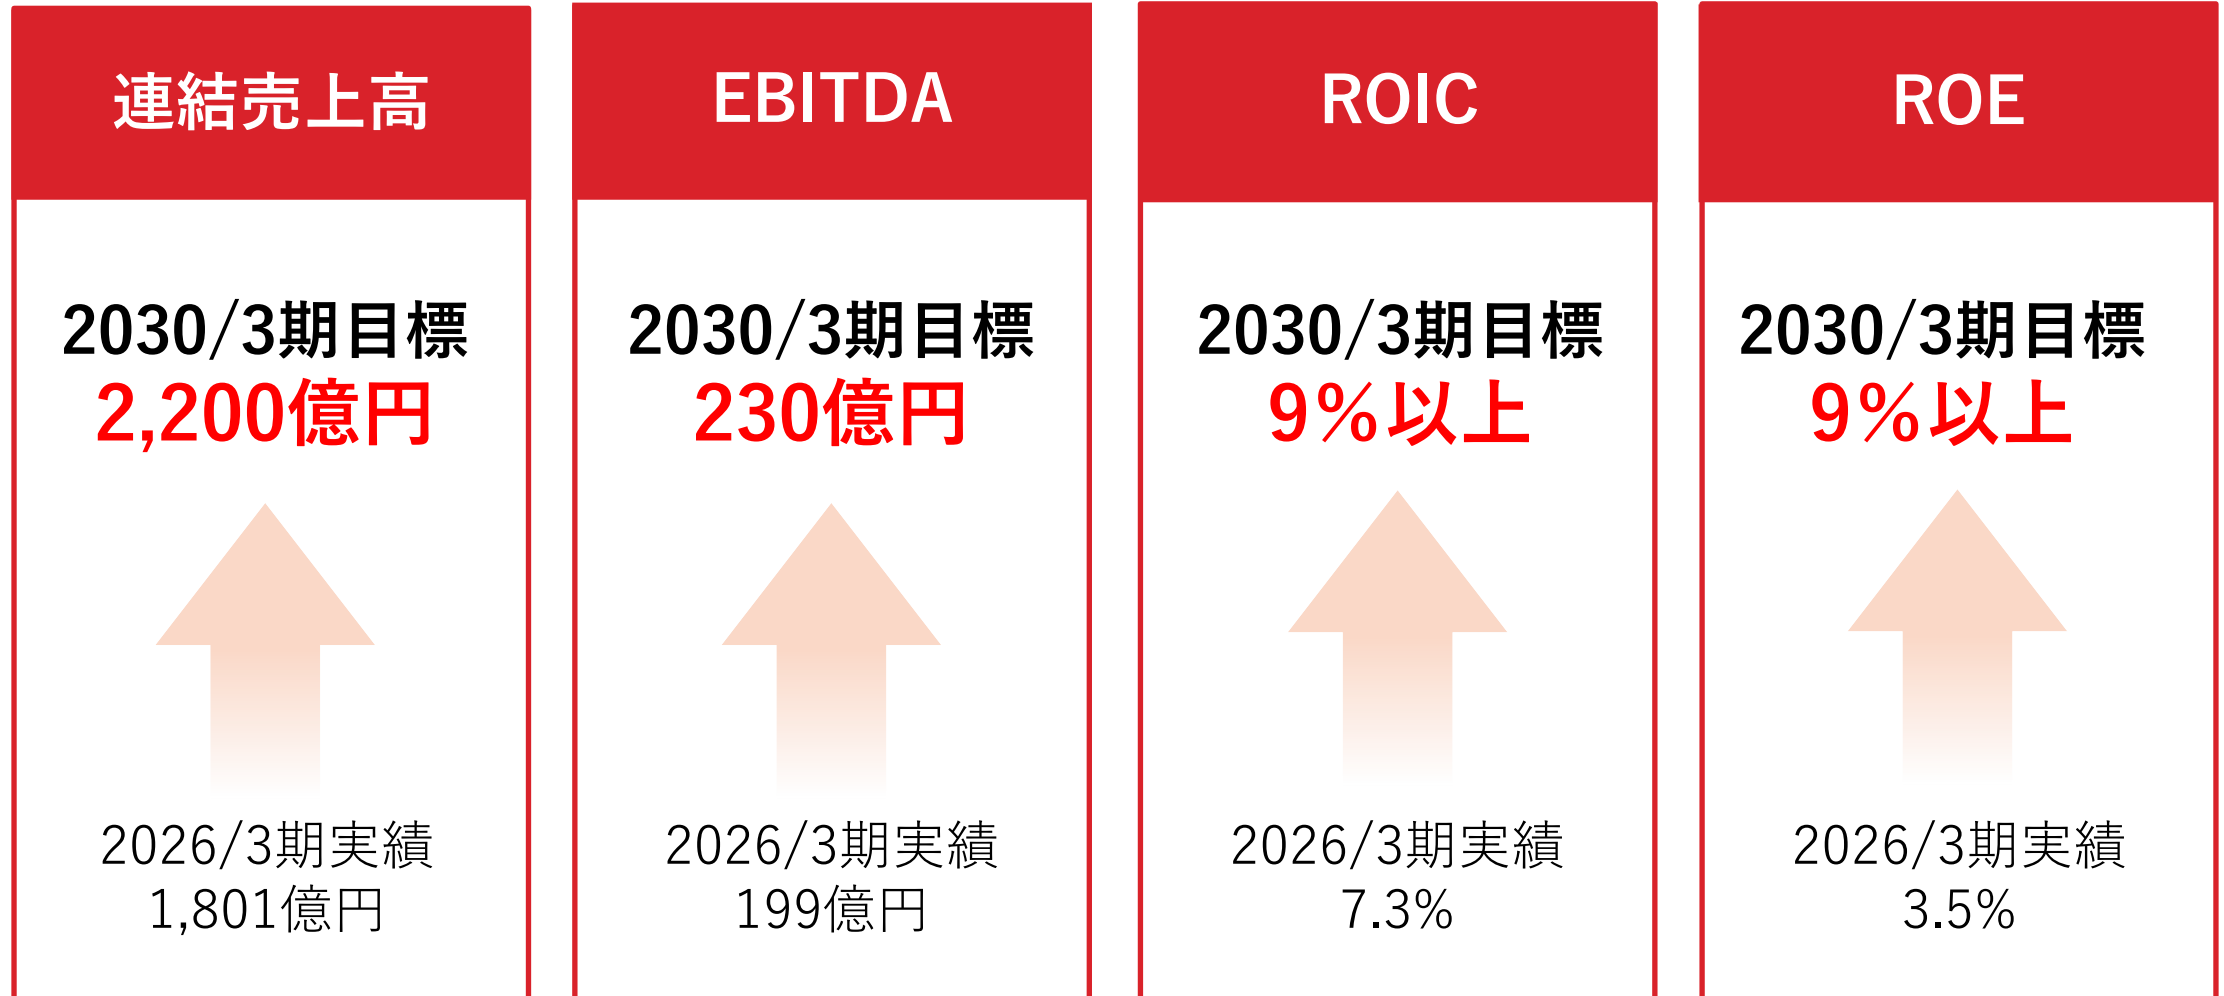 連結売上高
2030/3期目標
2,200億円
2026/3期実績
1,801億円
EBITDA
2030/3期目標
230億円
2026/3期実績
199億円
ROIC
2030/3期目標
9%以上
2026/3期実績
7.3%
ROE
2030/3期目標
9%以上
2026/3期実績
3.5%